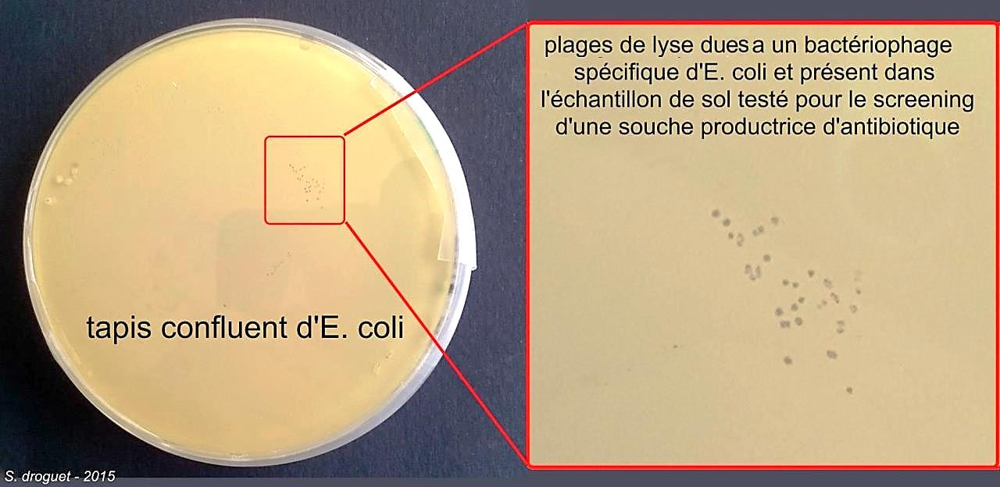 plages de lyse dues a un bactériophage
spécifique d'E. coli et présent dans
l'échantillon de sol testé pour le screening
d'une souche productrice d'antibiotique
tapis confluent d'E. coli
S. droguet - 2015